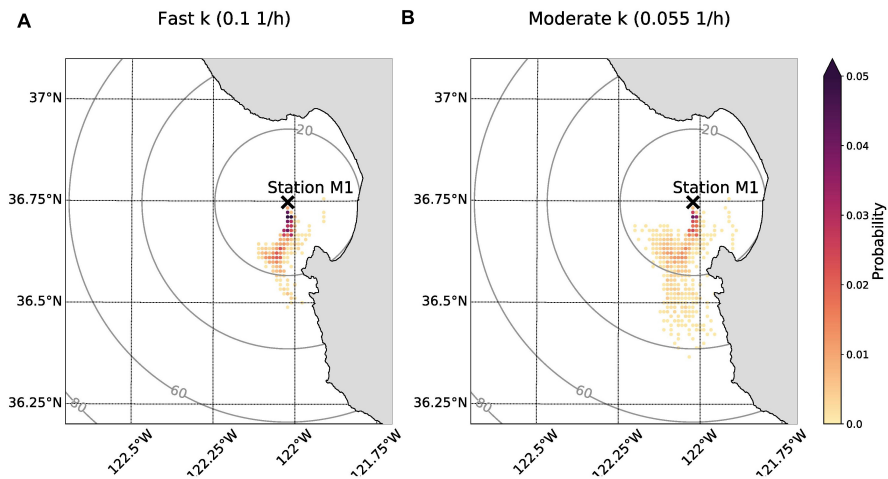 A
Fast k (0.1 1/h)
B
Moderate k (0.055 1/h)
37°N
36.75°N
36.5°N
36.25°N
20
Station M1
60
80
122.5°W
122.25°W
122°W
121.75°W
37°N
36.75°N
36.5°N
36.25°N
20
Station M1
60
80
122.5°W
122.25°W
122°W
121.75°W
0.05
0.04
0.03
0.02
0.01
0.0
Probability